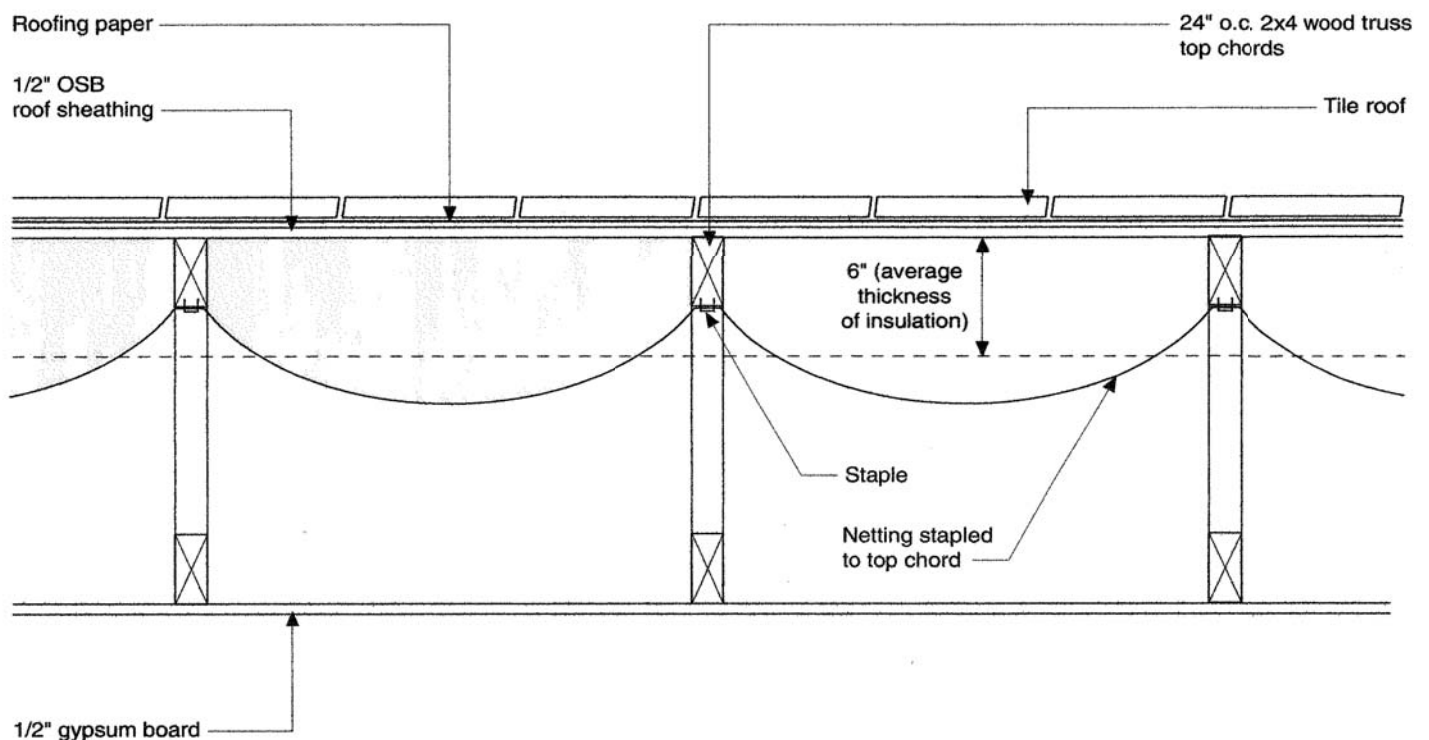 Roofing paper
24" o.c. 2x4 wood truss
top chords
1/2" OSB
roof sheathing
Tile roof
6" (average
thickness
of insulation)
Staple
Netting stapled
to top chord
1/2" gypsum board